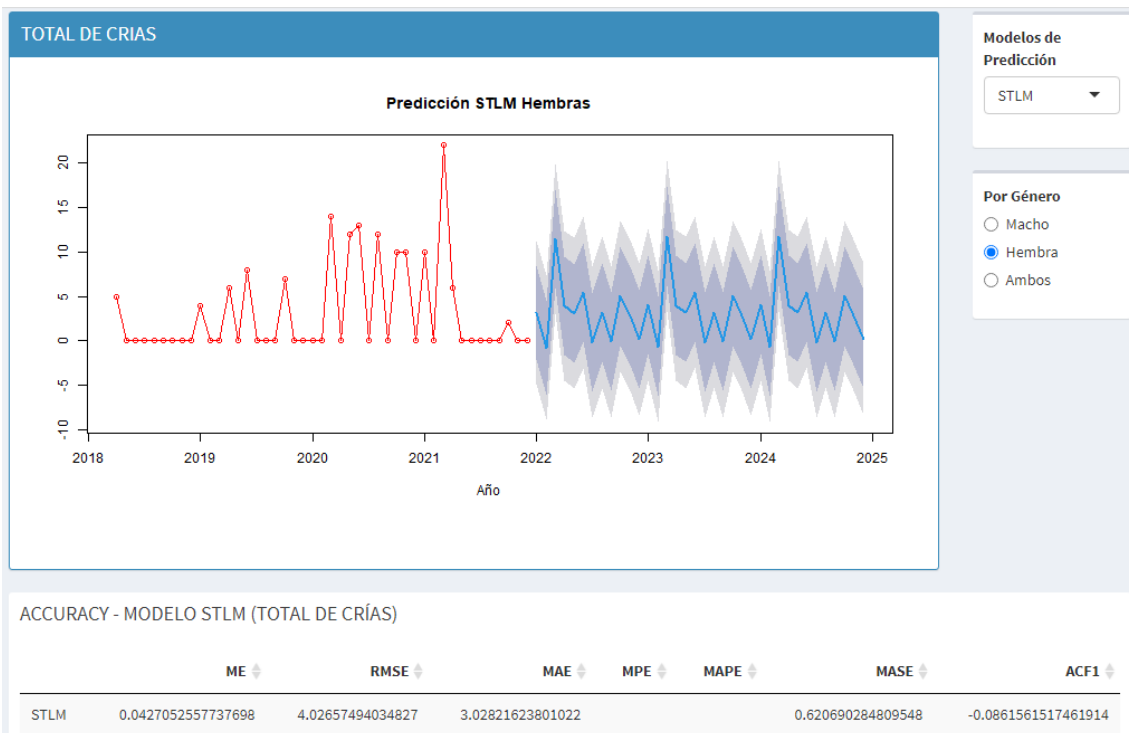 TOTAL DE CRIAS
Predicción STLM Hembras
20
15
10
5
0
-5
-10
2018 2019 2020 2021 2022 2023 2024 2025
Año
Modelos de
Predicción
STLM
Por Género
Macho
Hembra
Ambos
ACCURACY - MODELO STLM (TOTAL DE CRÍAS)
ME RMSE MAE MPE MAPE MASE ACF1
STLM 0.0427052557737698 4.02657494034827 3.02821623801022 0.620690284809548 -0.0861561517461914